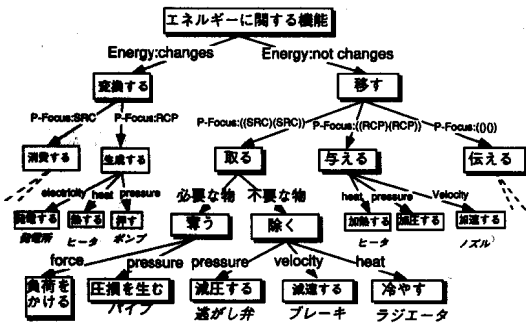 エネルギーに関する機能
Energy:changes
Energy:not changes
変換する
移す
P-Focus:SRC
P-Focus:RCP
P-Focus:((SRC)(SRC))
P-Focus:((RCP)(RCP))
P-Focus:(()())
消費する
生成する
取る
与える
伝える
electricity
heat
pressure
必要な物
不要な物
heat
pressure
Velocity
発電する
熱する
押す
奪う
除く
加熱する
減圧する
加速する
発電所
ヒータ
ポンプ
ヒータ
ノズル
force
pressure
pressure
velocity
heat
負荷を
かける
圧損を生む
減圧する
減速する
冷やす
パイプ
逃がし弁
ブレーキ
ラジエータ